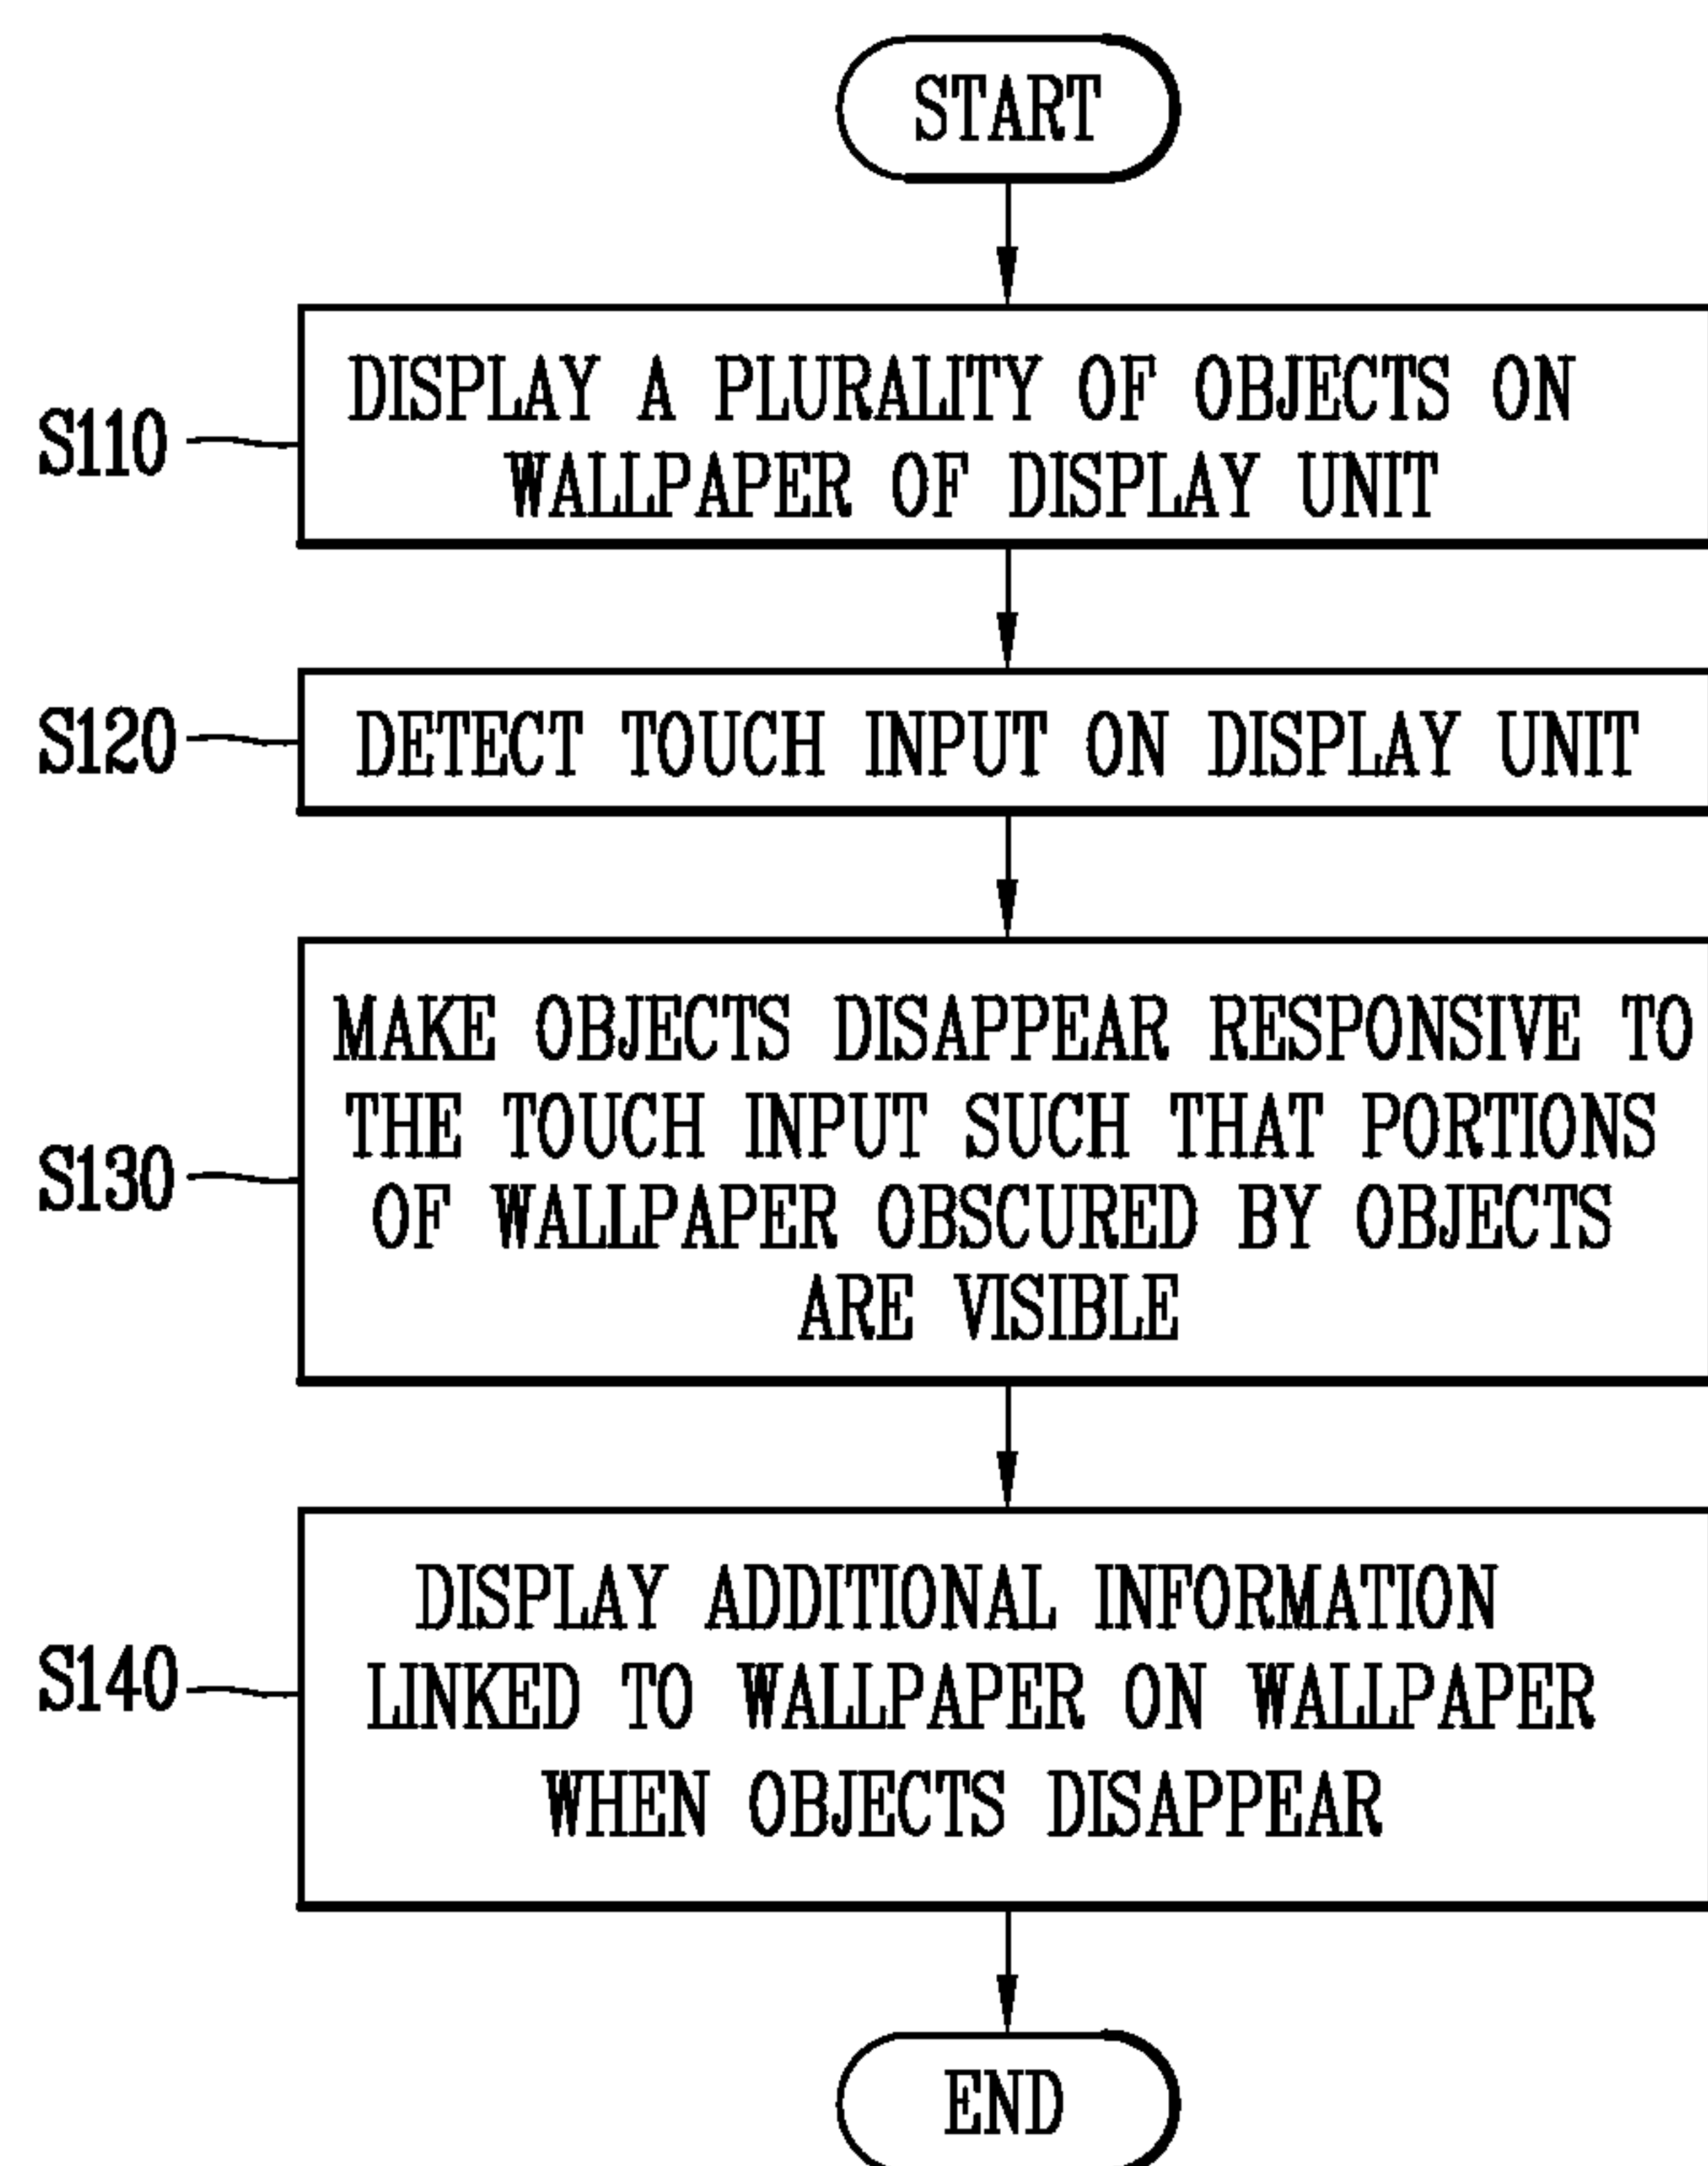 START
S110
DISPLAY A PLURALITY OF OBJECTS ON
WALLPAPER OF DISPLAY UNIT
S120
DETECT TOUCH INPUT ON DISPLAY UNIT
S130
MAKE OBJECTS DISAPPEAR RESPONSIVE TO
THE TOUCH INPUT SUCH THAT PORTIONS
OF WALLPAPER OBSCURED BY OBJECTS
ARE VISIBLE
S140
DISPLAY ADDITIONAL INFORMATION
LINKED TO WALLPAPER ON WALLPAPER
WHEN OBJECTS DISAPPEAR
END